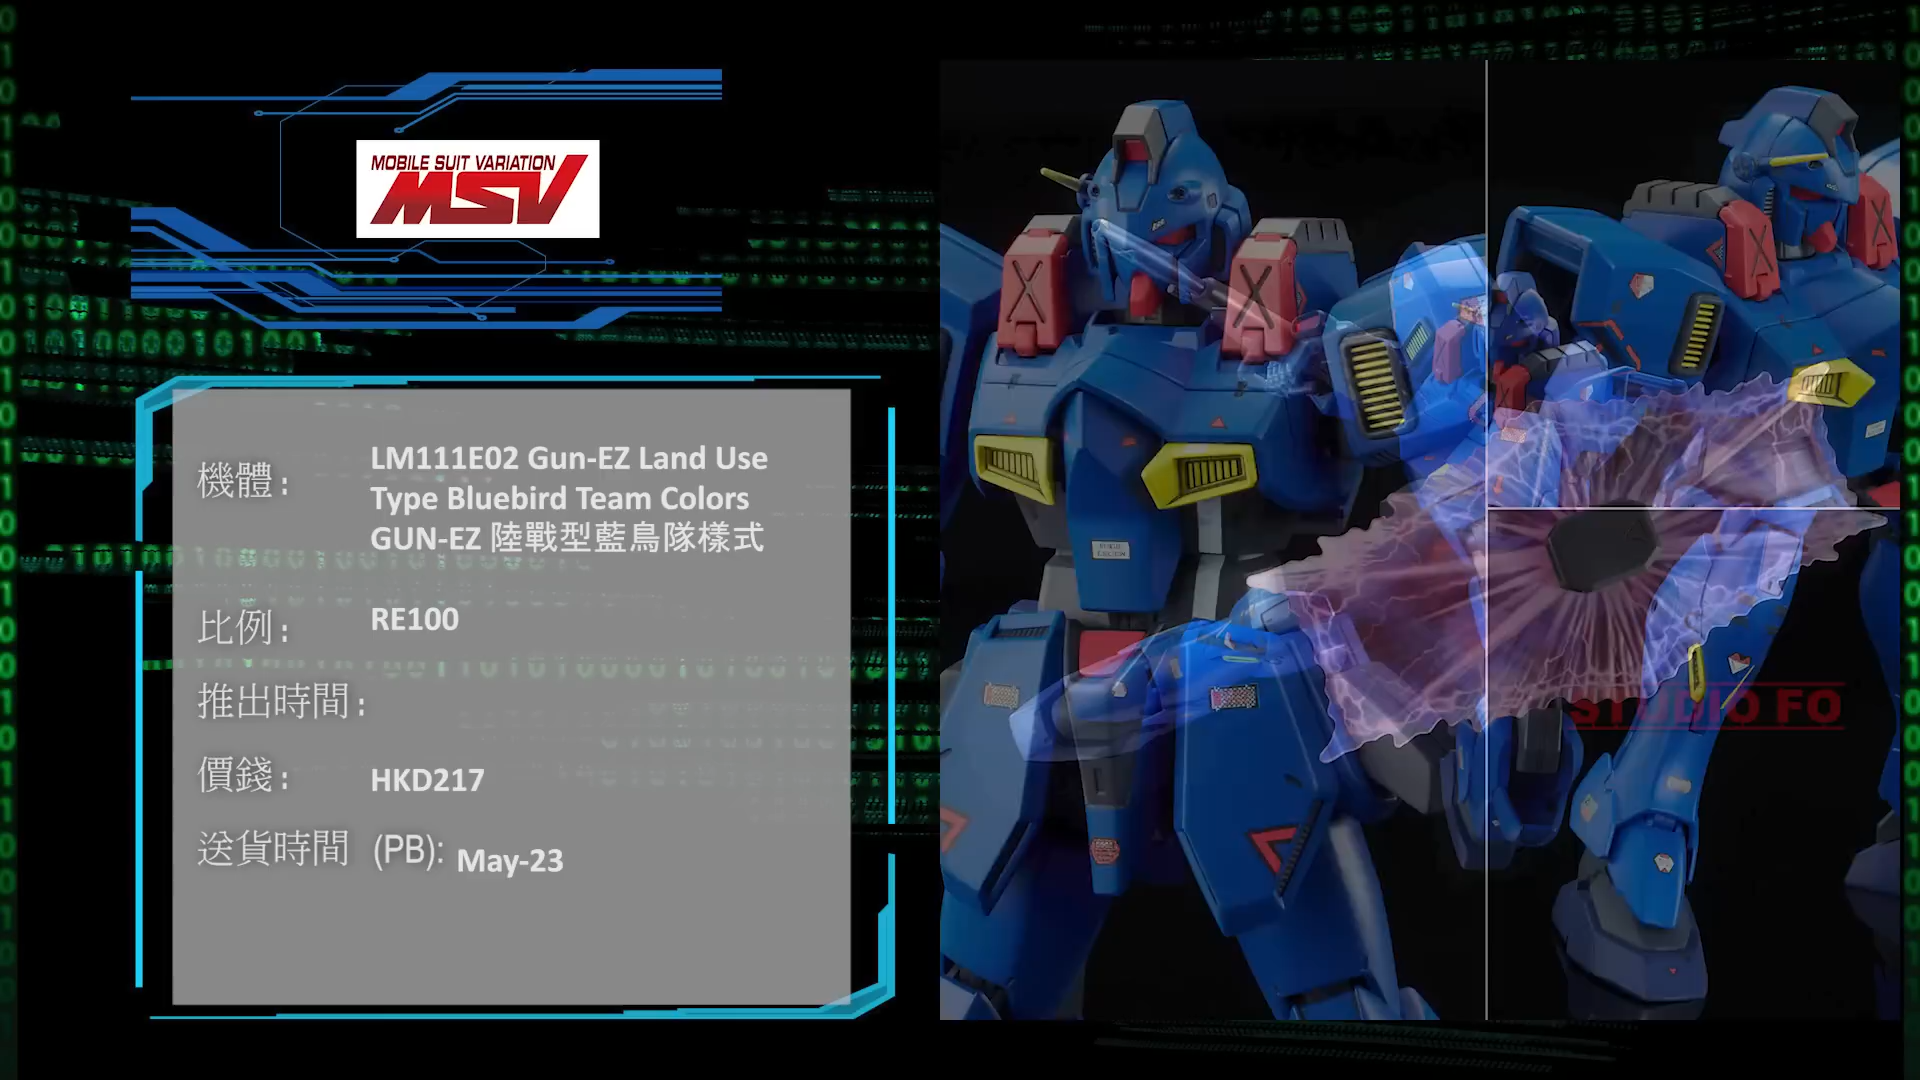 MOBILE SUIT VARIATION
MSV
機體:
LM111E02 Gun-EZ Land Use
Type Bluebird Team Colors
GUN-EZ 陸戰型藍鳥隊樣式
比例:
RE100
推出時間:
價錢:
HKD217
送貨時間 (PB): May-23
STUDIO FO